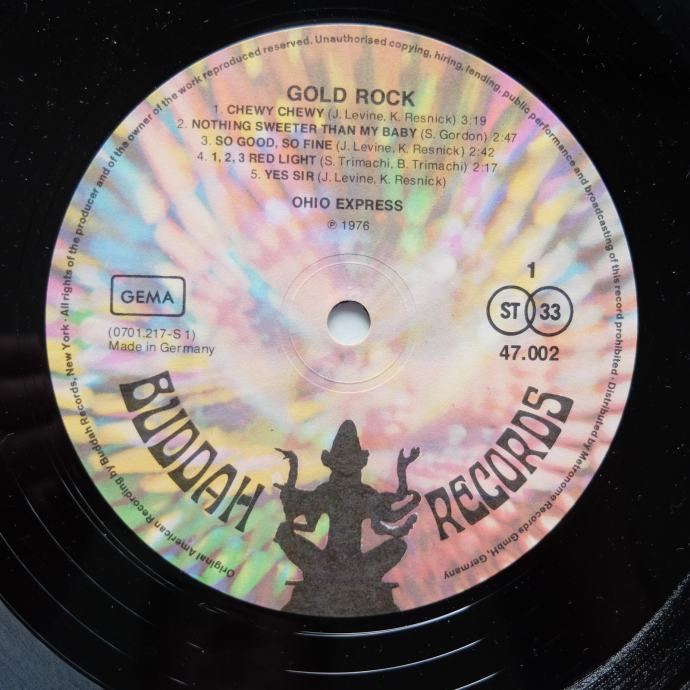 GOLD ROCK
1. CHEWY CHEWY (J. Levine, K. Resnick) 3:19
2. NOTHING SWEETER THAN MY BABY (S. Gordon) 2:47
3. SO GOOD, SO FINE (J. Levine, K. Resnick) 2:42
4. 1, 2, 3 RED LIGHT (S. Trimachi, B. Trimachi) 2:17
5. YES SIR (J. Levine, K. Resnick)
OHIO EXPRESS
℗ 1976
GEMA
(0701.217-S 1)
Made in Germany
1
ST 33
47.002
BUDDAH RECORDS
Original American Recording by Buddah Records, New York · All rights of the producer and of the owner of the work reproduced reserved. Unauthorised copying, hiring, lending, public performance and broadcasting of this record prohibited · Distributed by Metronome Records GmbH, Germany